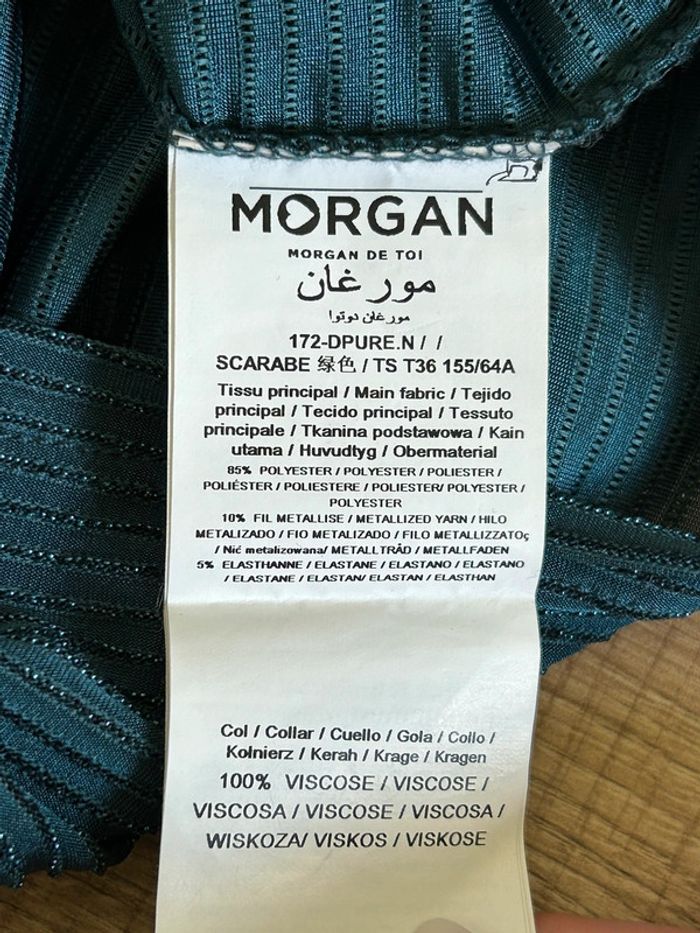 MORGAN
MORGAN DE TOI
مورغان
مورغان دوتوا
172-DPURE.N / /
SCARABE 绿色 / TS T36 155/64A
Tissu principal / Main fabric / Tejido
principal / Tecido principal / Tessuto
principale / Tkanina podstawowa / Kain
utama / Huvudtyg / Obermaterial
85% POLYESTER / POLYESTER / POLIESTER /
POLIÉSTER / POLIESTERE / POLIESTER/ POLYESTER /
POLYESTER
10% FIL METALLISE / METALLIZED YARN / HILO
METALIZADO / FIO METALIZADO / FILO METALLIZZATOç
/ Nić metalizowana/ METALLTRÅD / METALLFADEN
5% ELASTHANNE / ELASTANE / ELASTANO / ELASTANO
/ ELASTANE / ELASTAN/ ELASTAN / ELASTHAN
Col / Collar / Cuello / Gola / Collo /
Kołnierz / Kerah / Krage / Kragen
100% VISCOSE / VISCOSE /
VISCOSA / VISCOSE / VISCOSA /
WISKOZA/ VISKOS / VISKOSE